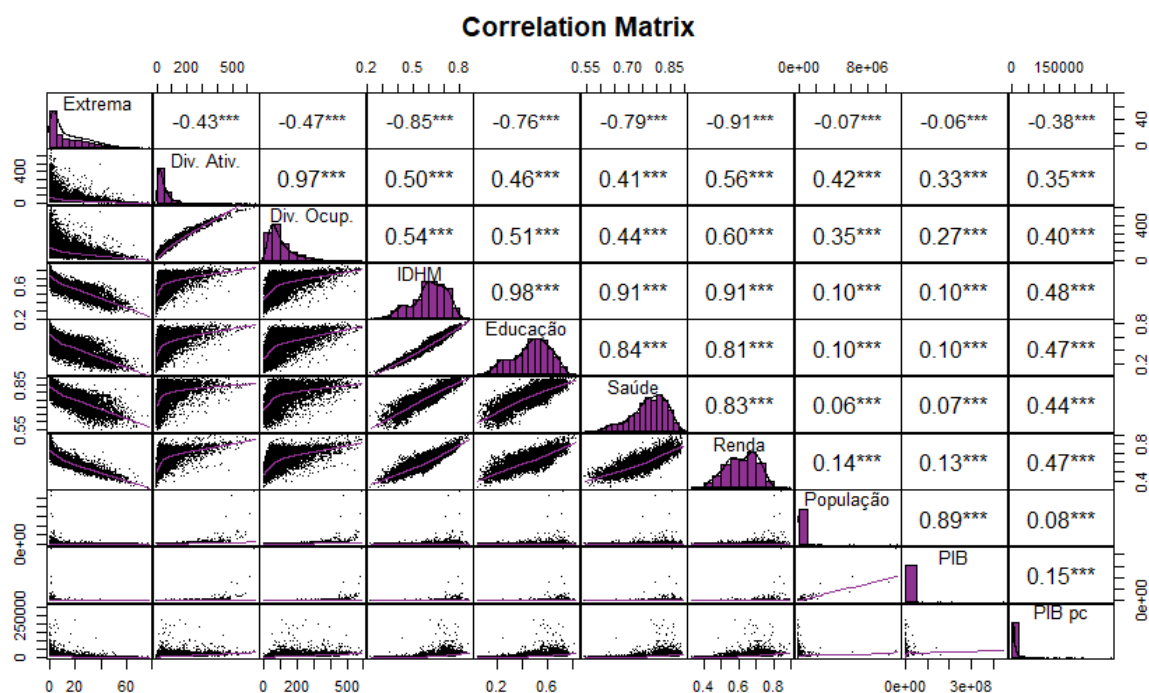 Correlation Matrix
0 200 500 0.2 0.5 0.8 0.55 0.70 0.85 0e+00 8e+06 0 150000
Extrema -0.43*** -0.47*** -0.85*** -0.76*** -0.79*** -0.91*** -0.07*** -0.06*** -0.38*** 0 40
0 400 Div. Ativ. 0.97*** 0.50*** 0.46*** 0.41*** 0.56*** 0.42*** 0.33*** 0.35***
Div. Ocup. 0.54*** 0.51*** 0.44*** 0.60*** 0.35*** 0.27*** 0.40*** 0 400
0.2 0.6 IDHM 0.98*** 0.91*** 0.91*** 0.10*** 0.10*** 0.48***
Educação 0.84*** 0.81*** 0.10*** 0.10*** 0.47*** 0.2 0.8
0.55 0.85 Saúde 0.83*** 0.06*** 0.07*** 0.44***
Renda 0.14*** 0.13*** 0.47*** 0.4 0.8
0e+00 População 0.89*** 0.08***
PIB 0.15*** 0e+00
0 250000 PIB pc
0 20 60 0 200 500 0.2 0.6 0.4 0.6 0.8 0e+00 3e+08